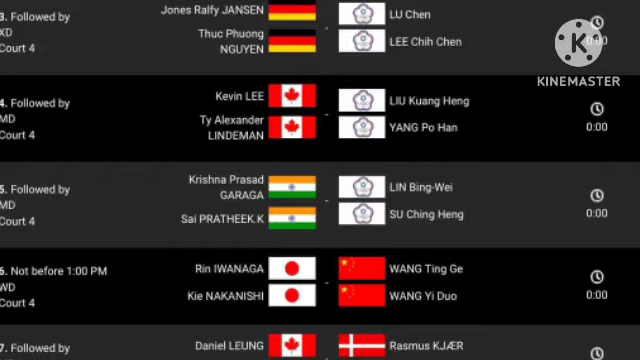 3. Followed by
XD
Court 4
Jones Ralfy JANSEN
Thuc Phuong
NGUYEN
-
LU Chen
LEE Chih Chen
0:00
K
KINEMASTER
4. Followed by
MD
Court 4
Kevin LEE
Ty Alexander
LINDEMAN
-
LIU Kuang Heng
YANG Po Han
0:00
5. Followed by
MD
Court 4
Krishna Prasad
GARAGA
Sai PRATHEEK.K
-
LIN Bing-Wei
SU Ching Heng
0:00
6. Not before 1:00 PM
WD
Court 4
Rin IWANAGA
Kie NAKANISHI
-
WANG Ting Ge
WANG Yi Duo
0:00
7. Followed by
Daniel LEUNG
Rasmus KJÆR